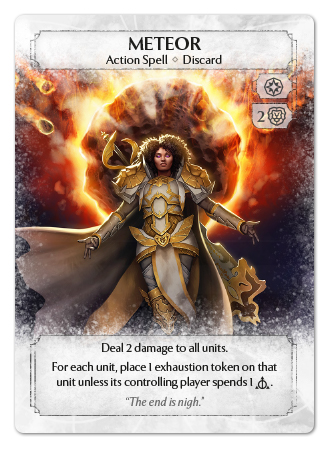 METEOR
Action Spell ⟐ Discard
2
Deal 2 damage to all units.
For each unit, place 1 exhaustion token on that
unit unless its controlling player spends 1 .
"The end is nigh."